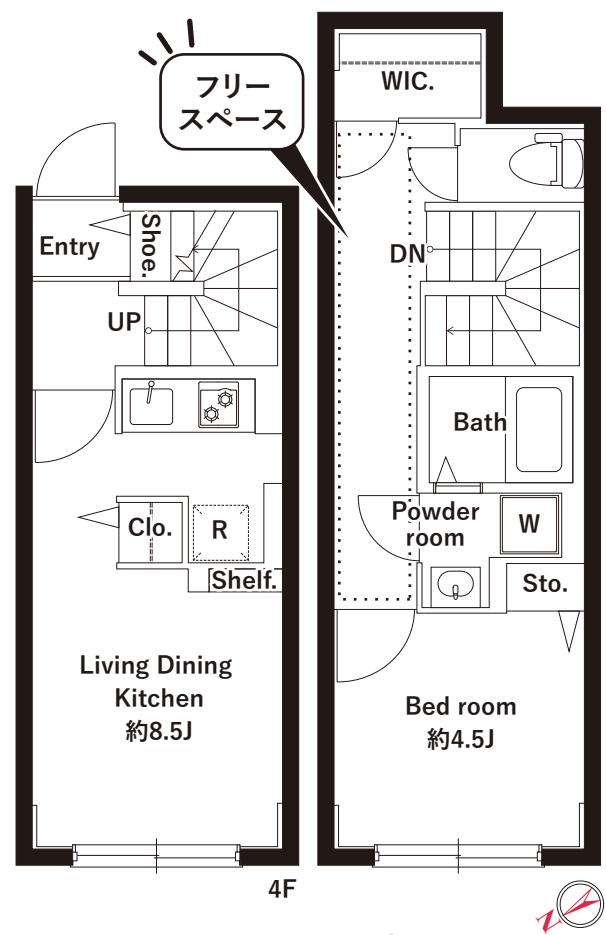 フリー
スペース
WIC.
Entry
Shoe.
UP
DN
Bath
Clo.
R
Powder
room
W
Shelf.
Sto.
Living Dining
Kitchen
約8.5J
Bed room
約4.5J
4F
Z